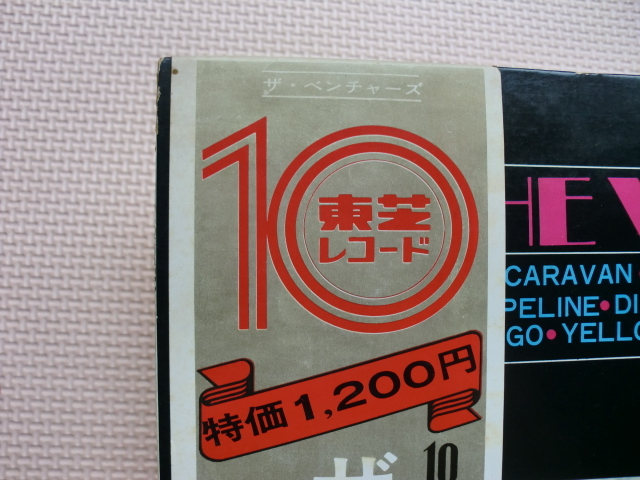 ザ・ベンチャーズ
10
東芝
レコード
特価1,200円
ザ
10
HE V
CARAVAN
PELINE•DI
GO•YELLO